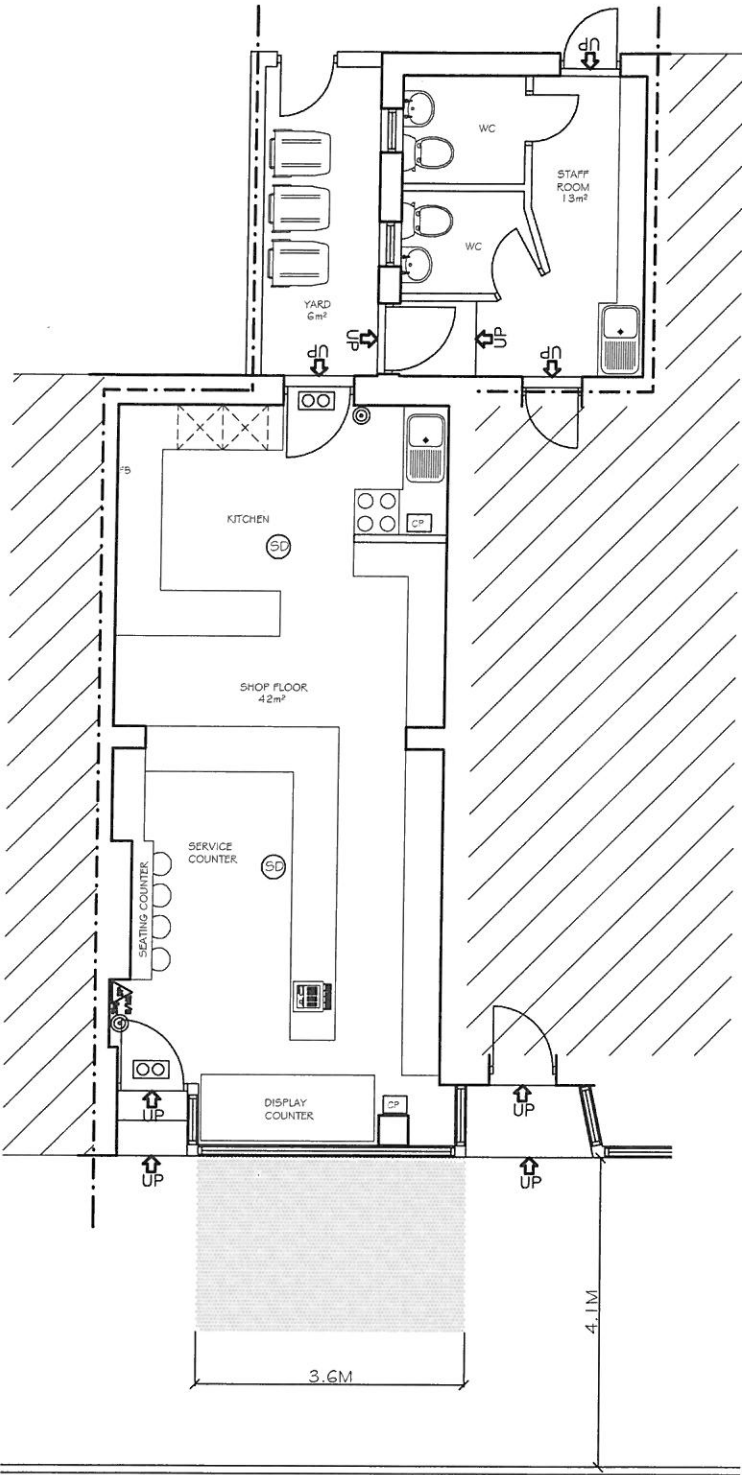 UP
WC
STAFF
ROOM
13m²
WC
YARD
6m²
UP
UP
UP
UP
KITCHEN
SD
CP
SHOP FLOOR
42m²
SERVICE
COUNTER
SD
SEATING COUNTER
DISPLAY
COUNTER
CP
UP
UP
UP
UP
4.1M
3.6M